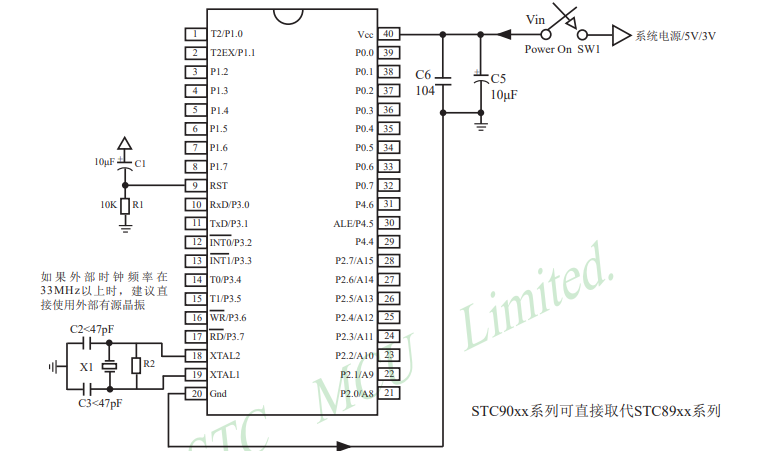 1 T2/P1.0
2 T2EX/P1.1
3 P1.2
4 P1.3
5 P1.4
6 P1.5
7 P1.6
8 P1.7
9 RST
10 RxD/P3.0
11 TxD/P3.1
12 INT0/P3.2
13 INT1/P3.3
14 T0/P3.4
15 T1/P3.5
16 WR/P3.6
17 RD/P3.7
18 XTAL2
19 XTAL1
20 Gnd
Vcc 40
P0.0 39
P0.1 38
P0.2 37
P0.3 36
P0.4 35
P0.5 34
P0.6 33
P0.7 32
P4.6 31
ALE/P4.5 30
P4.4 29
P2.7/A15 28
P2.6/A14 27
P2.5/A13 26
P2.4/A12 25
P2.3/A11 24
P2.2/A10 23
P2.1/A9 22
P2.0/A8 21
Vin
Power On SW1
系统电源/5V/3V
C6
104
+
C5
10μF
10μF + C1
10K R1
如果外部时钟频率在
33MHz以上时，建议直
接使用外部有源晶振
C2<47pF
X1 R2
C3<47pF
STC MCU Limited.
STC90xx系列可直接取代STC89xx系列